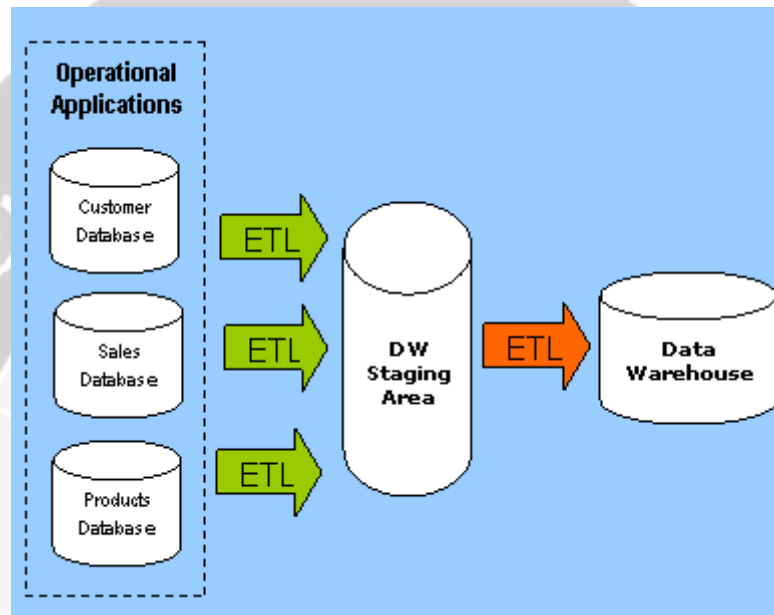 Operational
Applications
Customer
Database
ETL
Sales
Database
ETL
Products
Database
ETL
DW
Staging
Area
ETL
Data
Warehouse